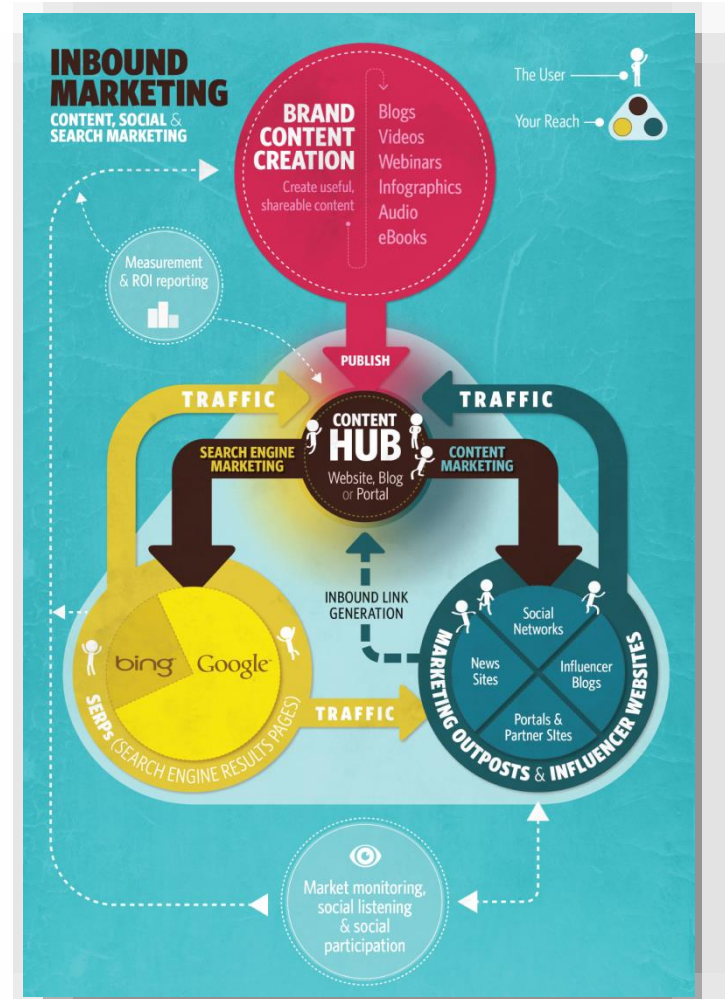 INBOUND
MARKETING
CONTENT, SOCIAL &
SEARCH MARKETING
The User
Your Reach
BRAND
CONTENT
CREATION
Create useful,
shareable content
Blogs
Videos
Webinars
Infographics
Audio
eBooks
Measurement
& ROI reporting
PUBLISH
TRAFFIC
TRAFFIC
CONTENT
HUB
Website, Blog
or Portal
SEARCH ENGINE
MARKETING
CONTENT
MARKETING
INBOUND LINK
GENERATION
bing
Google
SERPs (SEARCH ENGINE RESULTS PAGES)
TRAFFIC
Social
Networks
News
Sites
Influencer
Blogs
Portals &
Partner SItes
MARKETING OUTPOSTS & INFLUENCER WEBSITES
Market monitoring,
social listening
& social
participation